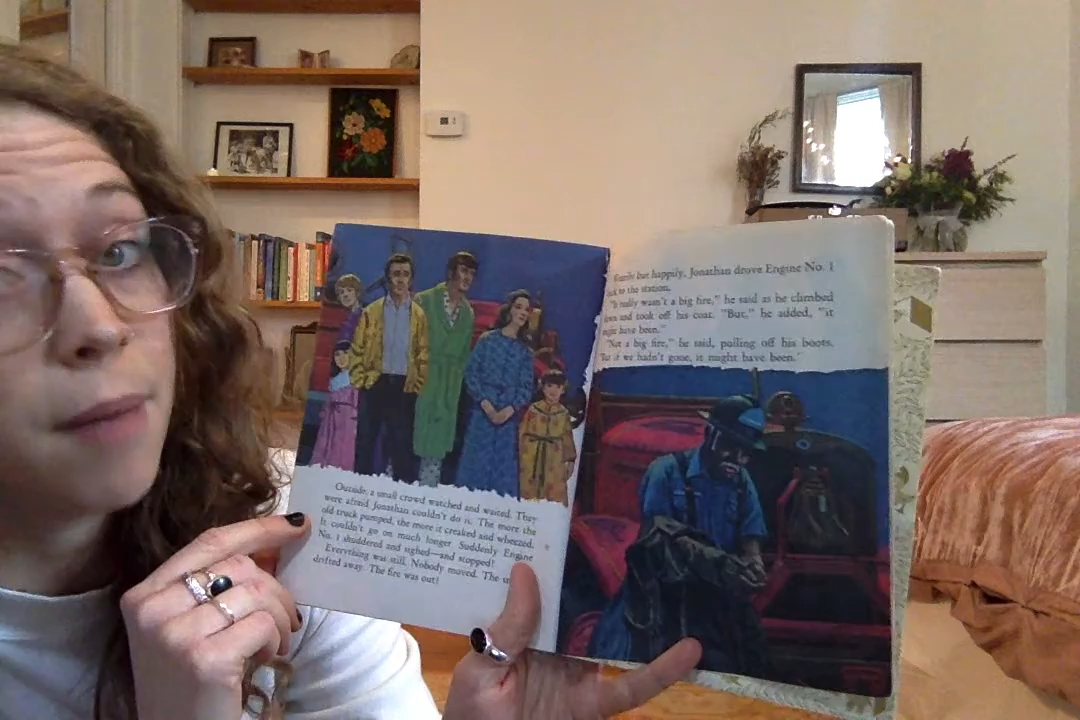 Outside, a small crowd watched and waited. They
were afraid Jonathan couldn't do it. The more the
old truck pumped, the more it creaked and wheezed.
It couldn't go on much longer. Suddenly Engine
No. 1 shuddered and sighed—and stopped!
Everything was still. Nobody moved. The
drifted away. The fire was out!
but happily, Jonathan drove Engine No. 1
to the station.
"It really wasn't a big fire," he said as he climbed
down and took off his coat. "But," he added, "it
might have been."
"Not a big fire," he said, pulling off his boots.
"But if we hadn't gone, it might have been."